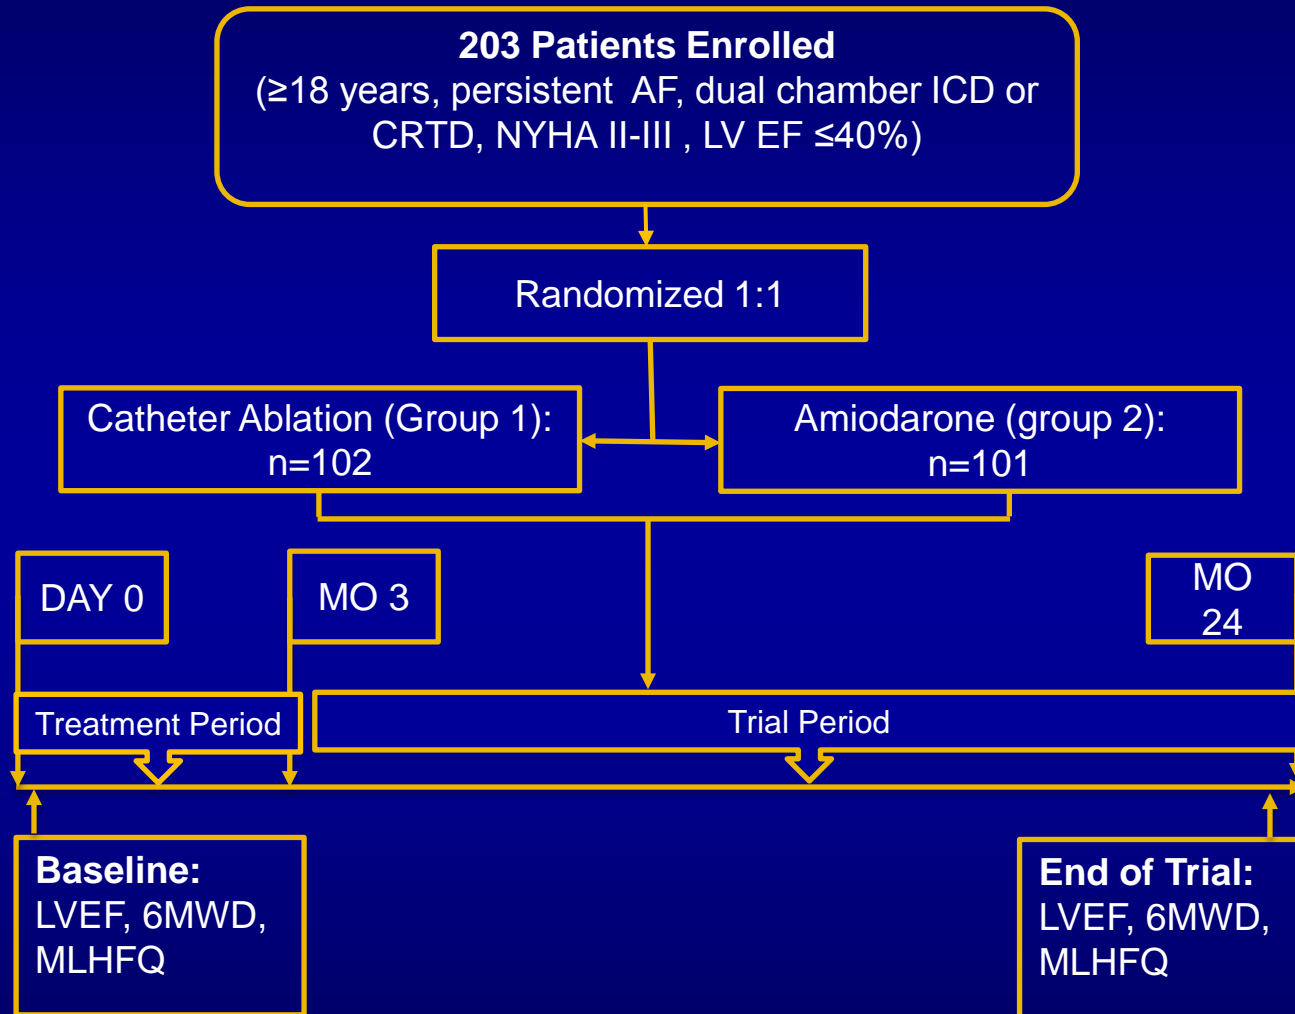 203 Patients Enrolled
(≥18 years, persistent AF, dual chamber ICD or
CRTD, NYHA II-III , LV EF ≤40%)
Randomized 1:1
Catheter Ablation (Group 1):
n=102
Amiodarone (group 2):
n=101
DAY 0
MO 3
MO
24
Treatment Period
Trial Period
Baseline:
LVEF, 6MWD,
MLHFQ
End of Trial:
LVEF, 6MWD,
MLHFQ